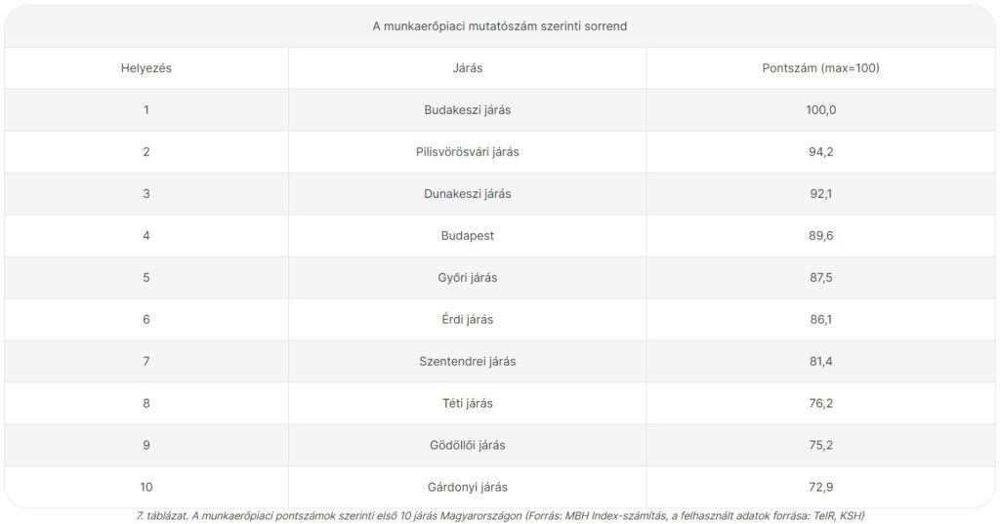 A munkaerőpiaci mutatószám szerinti sorrend
Helyezés Járás Pontszám (max=100)
1 Budakeszi járás 100,0
2 Pilisvörösvári járás 94,2
3 Dunakeszi járás 92,1
4 Budapest 89,6
5 Győri járás 87,5
6 Érdi járás 86,1
7 Szentendrei járás 81,4
8 Téti járás 76,2
9 Gödöllői járás 75,2
10 Gárdonyi járás 72,9
7. táblázat. A munkaerőpiaci pontszámok szerinti első 10 járás Magyarországon (Forrás: MBH Index-számítás, a felhasznált adatok forrása: TeIR, KSH)